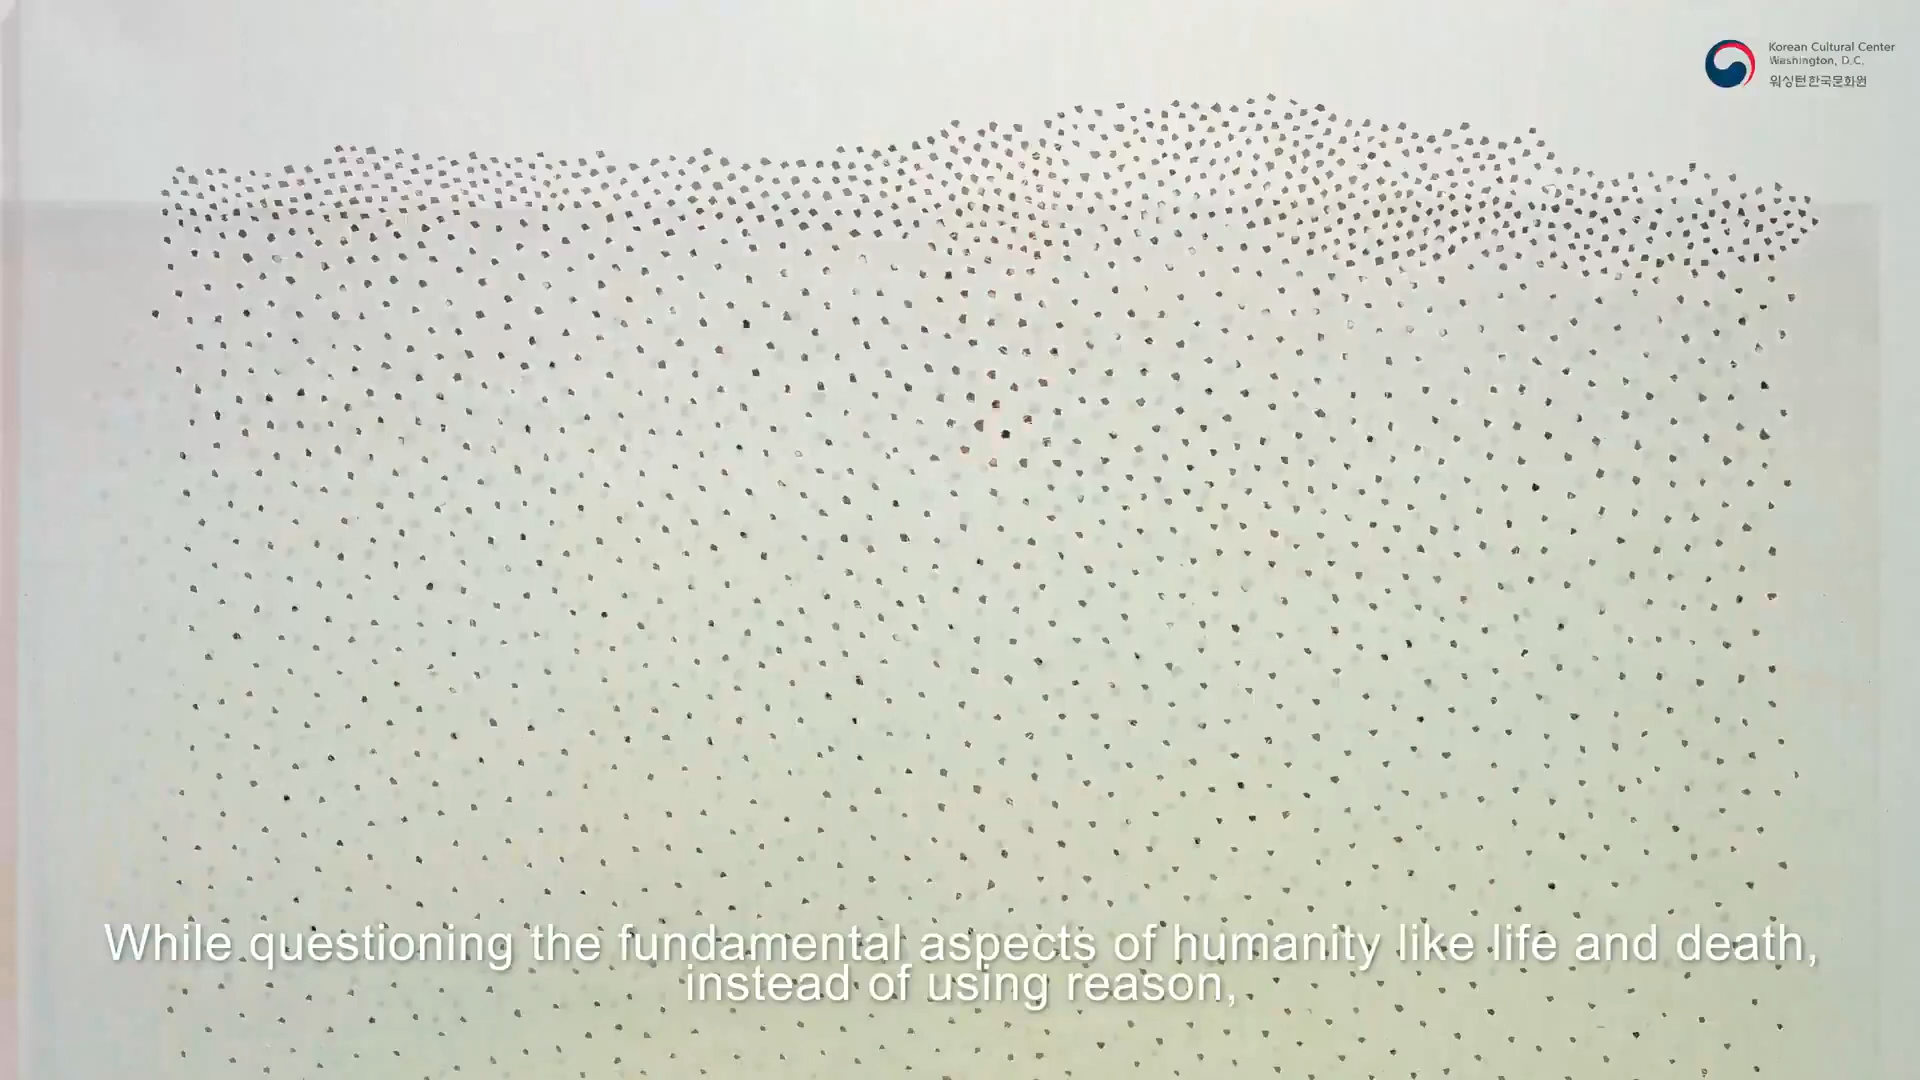 Korean Cultural Center
Washington, D.C.
워싱턴한국문화원
While questioning the fundamental aspects of humanity like life and death,
instead of using reason,